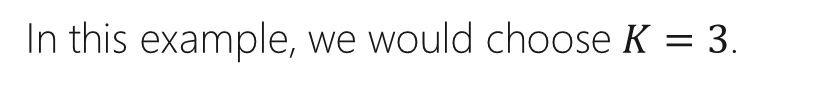 In this example, we would choose K = 3.